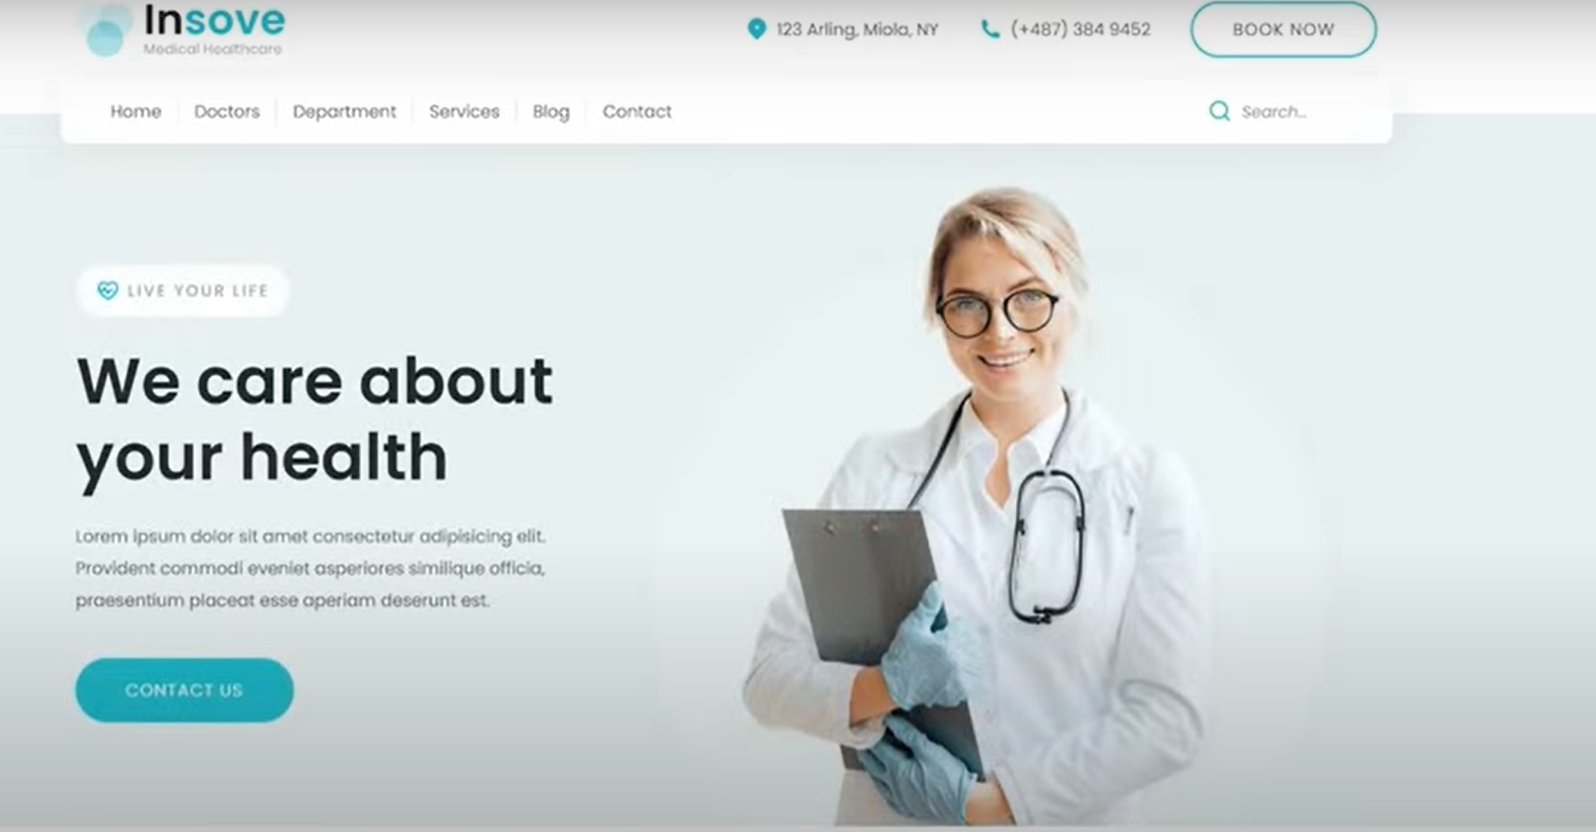 Insove
Medical Healthcare
123 Arling, Miola, NY
(+487) 384 9452
BOOK NOW
Home
Doctors
Department
Services
Blog
Contact
Search...
LIVE YOUR LIFE
We care about
your health
Lorem ipsum dolor sit amet consectetur adipisicing elit.
Provident commodi eveniet asperiores similique officia,
praesentium placeat esse aperiam deserunt est.
CONTACT US